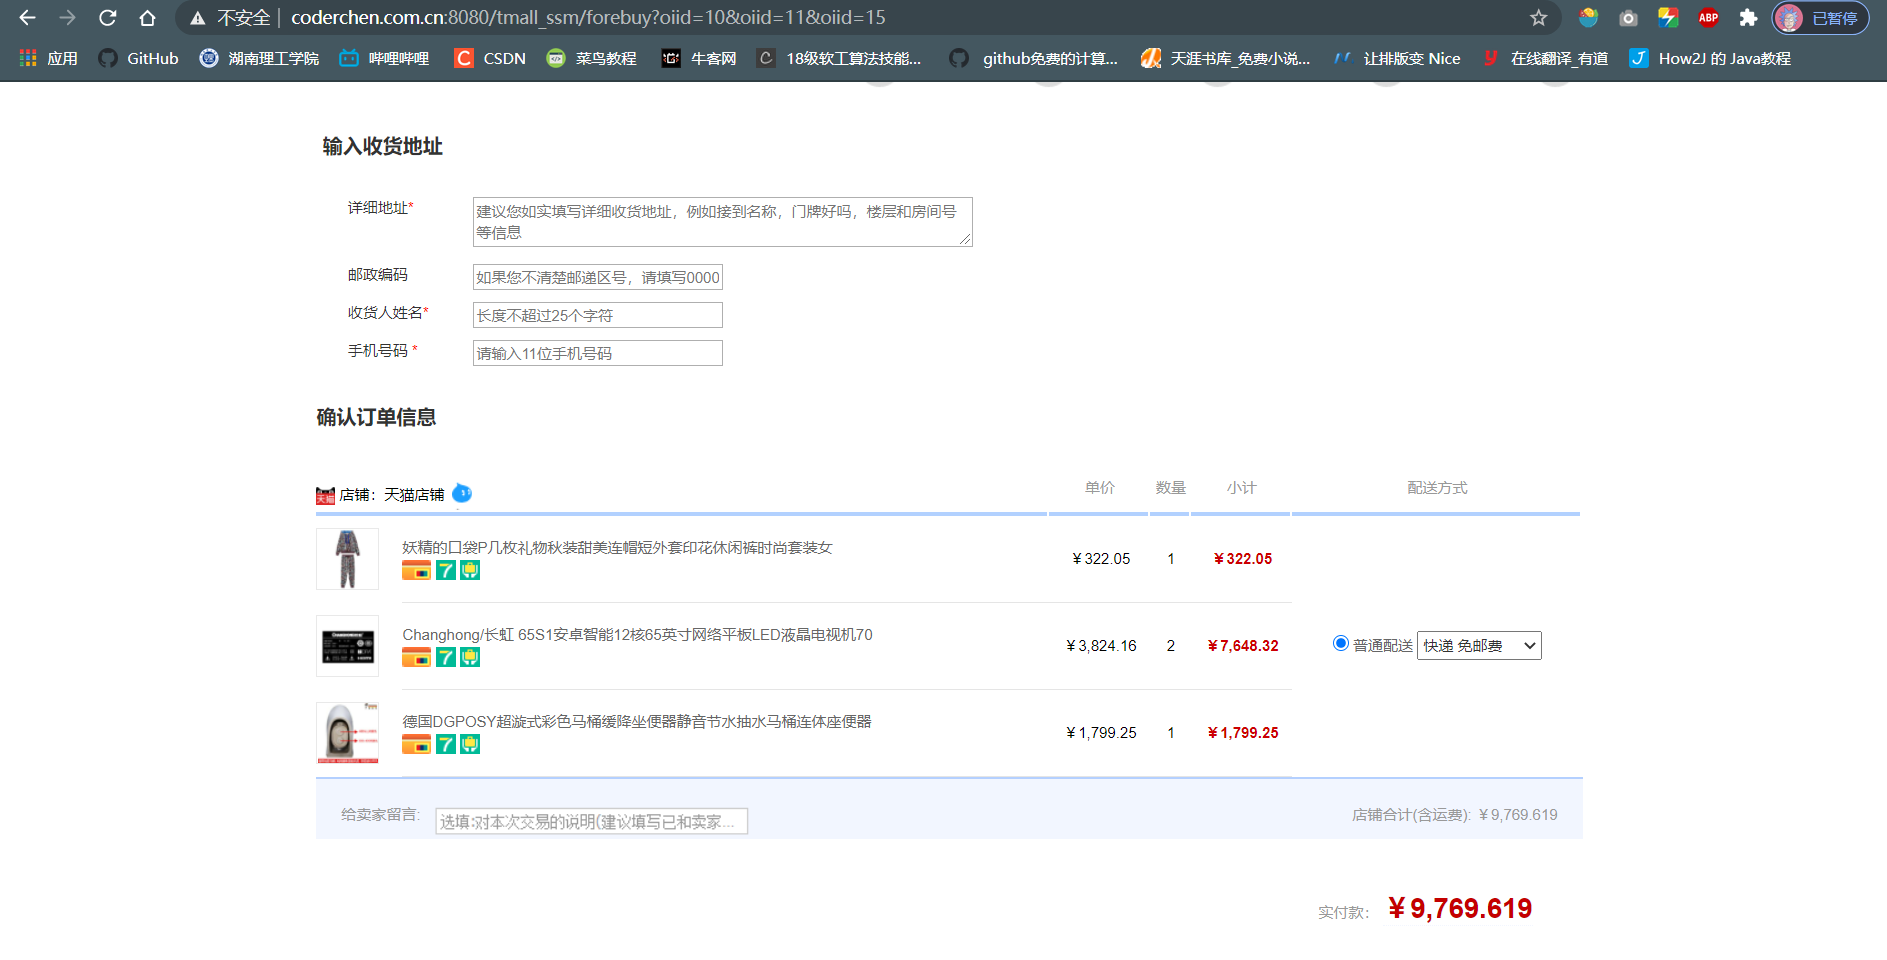 不安全 coderchen.com.cn:8080/tmall_ssm/forebuy?oiid=10&oiid=11&oiid=15 ABP 已暂停
应用 GitHub 湖南理工学院 哔哩哔哩 C CSDN 菜鸟教程 牛客网 C 18级软工算法技能... github免费的计算... 天涯书库_免费小说... 让排版变 Nice y 在线翻译_有道 J How2J 的 Java教程
输入收货地址
详细地址*
建议您如实填写详细收货地址，例如接到名称，门牌好吗，楼层和房间号
等信息
邮政编码 如果您不清楚邮递区号，请填写0000
收货人姓名* 长度不超过25个字符
手机号码 * 请输入11位手机号码
确认订单信息
天猫 店铺：天猫店铺 单价 数量 小计 配送方式
妖精的口袋P几枚礼物秋装甜美连帽短外套印花休闲裤时尚套装女
7
￥322.05 1 ￥322.05
Changhong/长虹 65S1安卓智能12核65英寸网络平板LED液晶电视机70
7
￥3,824.16 2 ￥7,648.32 普通配送 快递 免邮费
德国DGPOSY超漩式彩色马桶缓降坐便器静音节水抽水马桶连体座便器
7
￥1,799.25 1 ￥1,799.25
给卖家留言: 选填:对本次交易的说明(建议填写已和卖家... 店铺合计(含运费): ￥9,769.619
实付款： ￥9,769.619